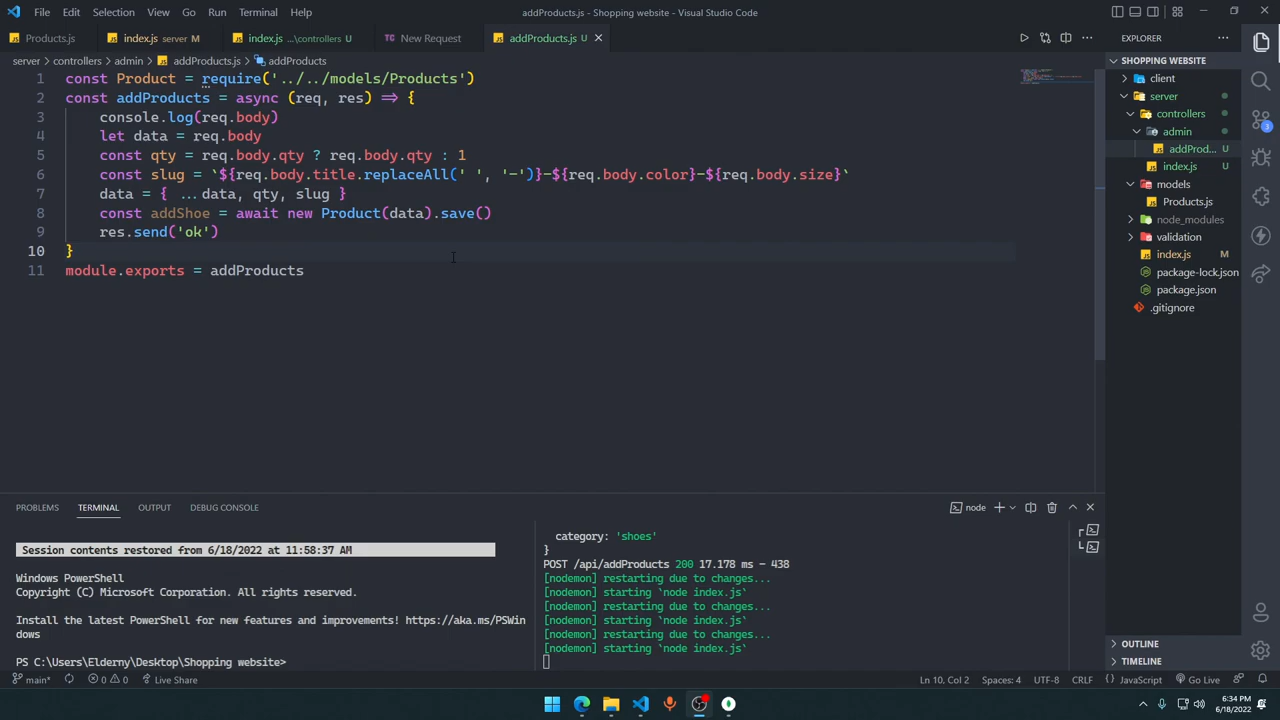 File Edit Selection View Go Run Terminal Help
addProducts.js - Shopping website - Visual Studio Code
Products.js index.js server M index.js ...\controllers U New Request addProducts.js U
server > controllers > admin > addProducts.js > addProducts
1 const Product = require('../../models/Products')
2 const addProducts = async (req, res) => {
3 console.log(req.body)
4 let data = req.body
5 const qty = req.body.qty ? req.body.qty : 1
6 const slug = `${req.body.title.replaceAll(' ', '-')}-${req.body.color}-${req.body.size}`
7 data = { ...data, qty, slug }
8 const addShoe = await new Product(data).save()
9 res.send('ok')
10 }
11 module.exports = addProducts
EXPLORER
SHOPPING WEBSITE
client
server
controllers
admin
addProd... U
index.js U
models
Products.js
node_modules
validation
index.js M
package-lock.json
package.json
.gitignore
OUTLINE
TIMELINE
3
PROBLEMS TERMINAL OUTPUT DEBUG CONSOLE
node
Session contents restored from 6/18/2022 at 11:58:37 AM
Windows PowerShell
Copyright (C) Microsoft Corporation. All rights reserved.
Install the latest PowerShell for new features and improvements! https://aka.ms/PSWin
dows
PS C:\Users\Elderny\Desktop\Shopping website>
category: 'shoes'
}
POST /api/addProducts 200 17.178 ms - 438
[nodemon] restarting due to changes...
[nodemon] starting `node index.js`
[nodemon] restarting due to changes...
[nodemon] starting `node index.js`
[nodemon] restarting due to changes...
[nodemon] starting `node index.js`
main* 0 0 Live Share
Ln 10, Col 2 Spaces: 4 UTF-8 CRLF JavaScript Go Live
6:34 PM
6/18/2022